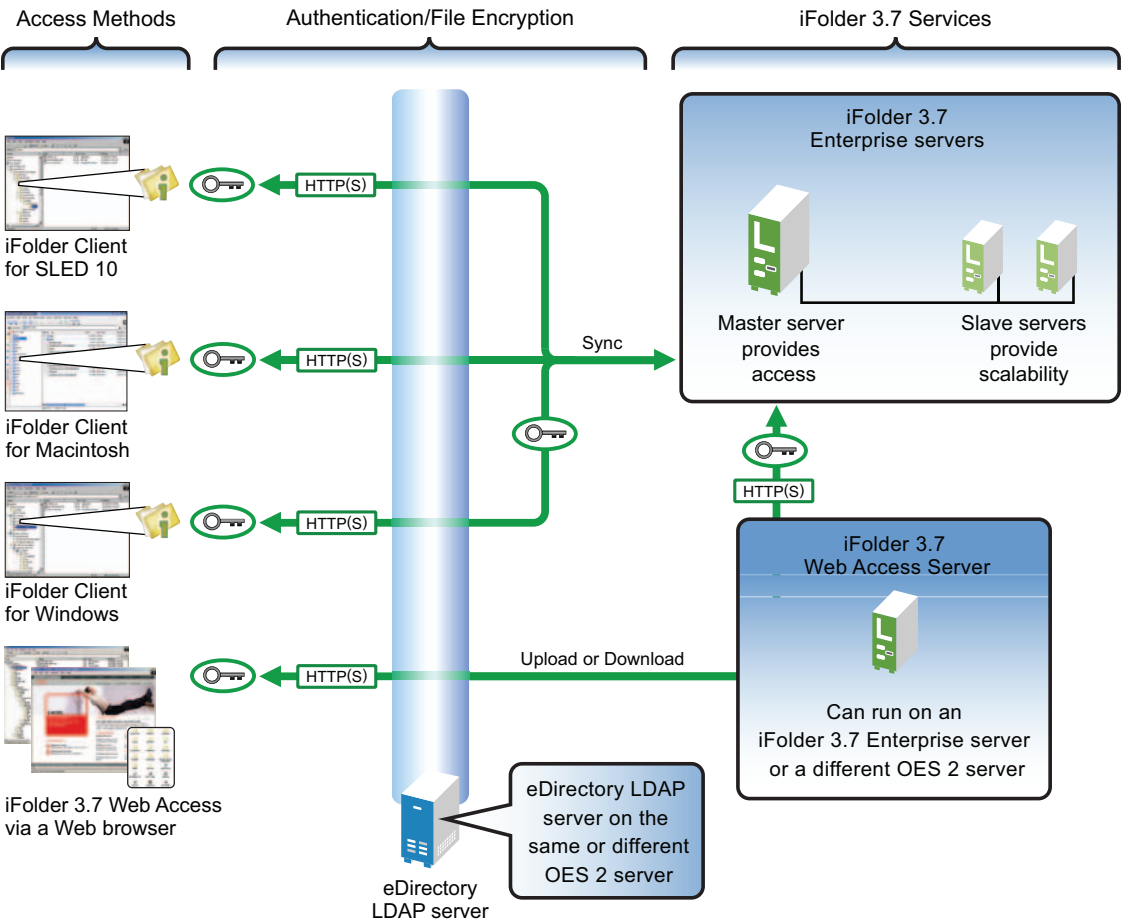 Access Methods
Authentication/File Encryption
iFolder 3.7 Services
iFolder Client
for SLED 10
HTTP(S)
iFolder 3.7
Enterprise servers
Master server
provides
access
Slave servers
provide
scalability
iFolder Client
for Macintosh
HTTP(S)
Sync
iFolder Client
for Windows
HTTP(S)
HTTP(S)
iFolder 3.7
Web Access Server
Can run on an
iFolder 3.7 Enterprise server
or a different OES 2 server
iFolder 3.7 Web Access
via a Web browser
HTTP(S)
Upload or Download
eDirectory LDAP
server on the
same or different
OES 2 server
eDirectory
LDAP server